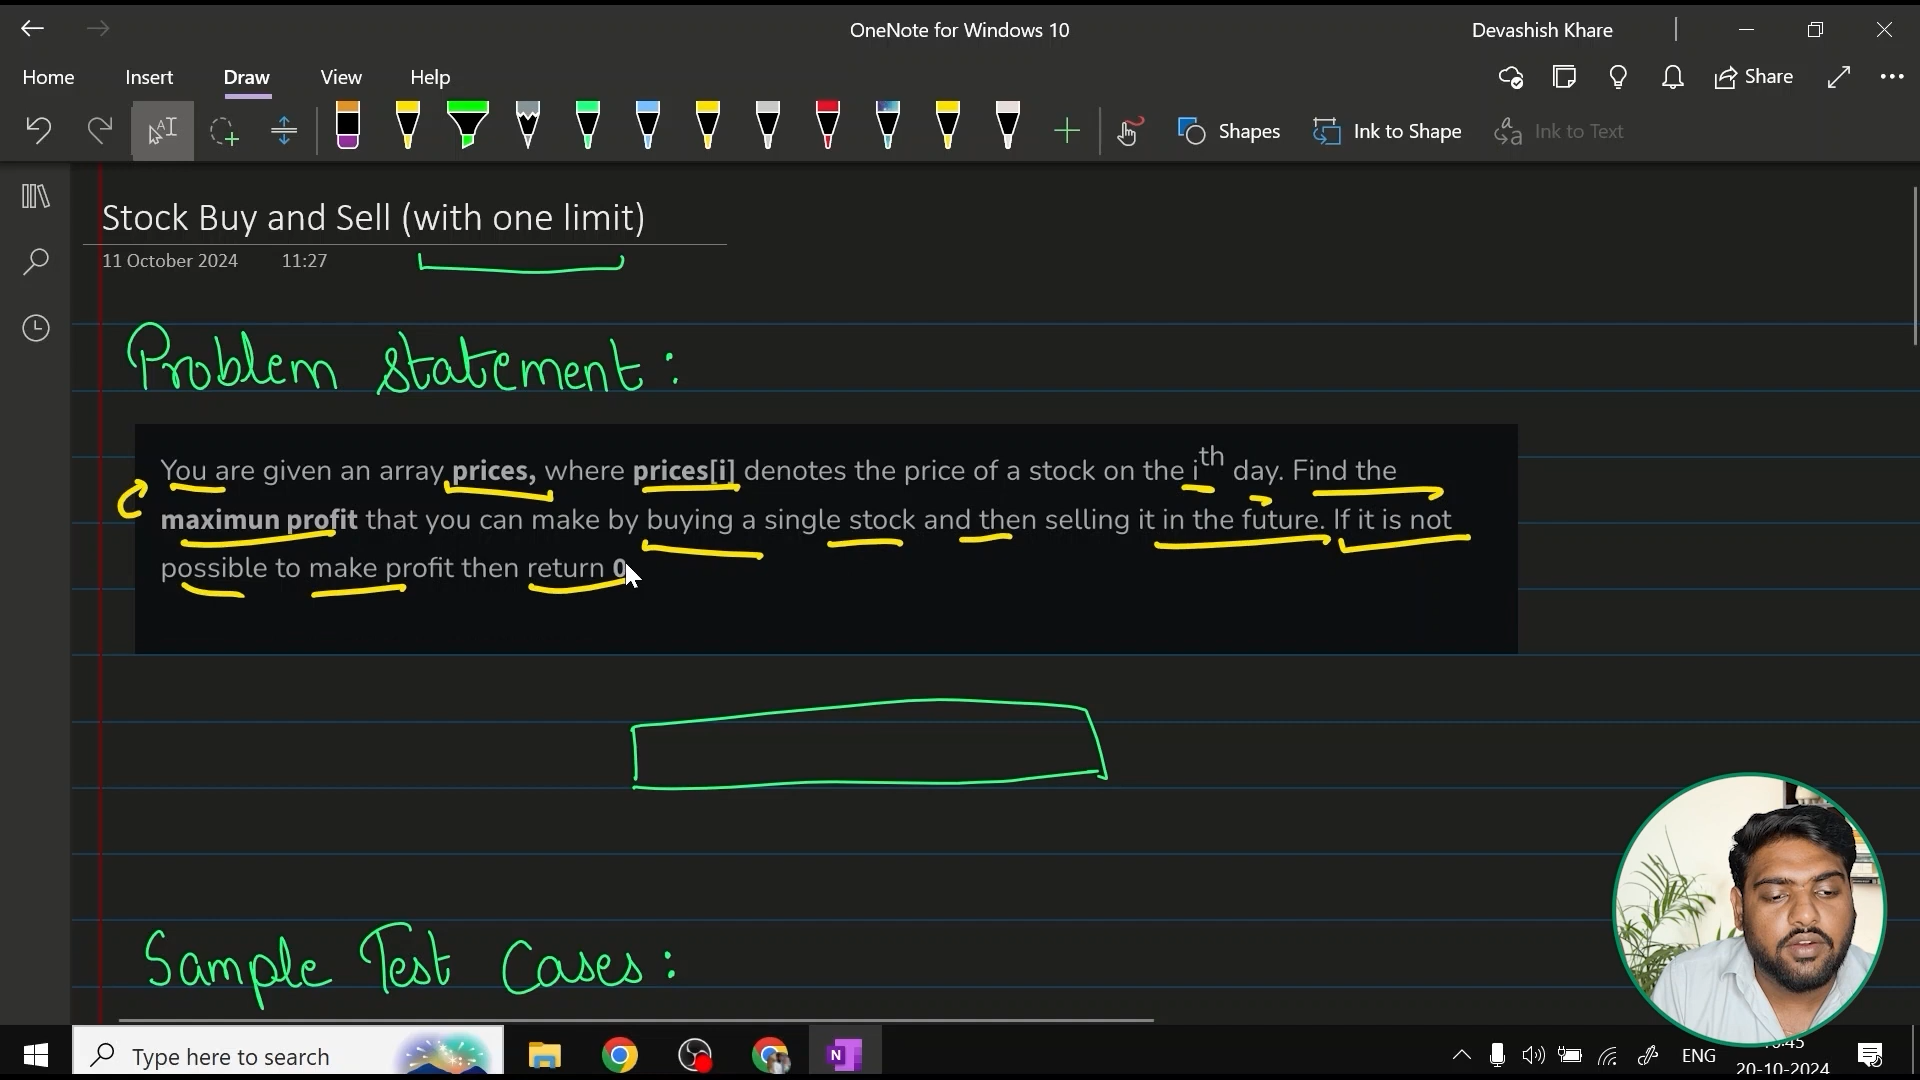 OneNote for Windows 10
Devashish Khare
Home Insert Draw View Help
Share
Shapes Ink to Shape Ink to Text
Stock Buy and Sell (with one limit)
11 October 2024 11:27
Problem statement:
You are given an array prices, where prices[i] denotes the price of a stock on the ith day. Find the
maximun profit that you can make by buying a single stock and then selling it in the future. If it is not
possible to make profit then return 0
Sample Test Cases:
Type here to search
N
ENG
20-10-2024